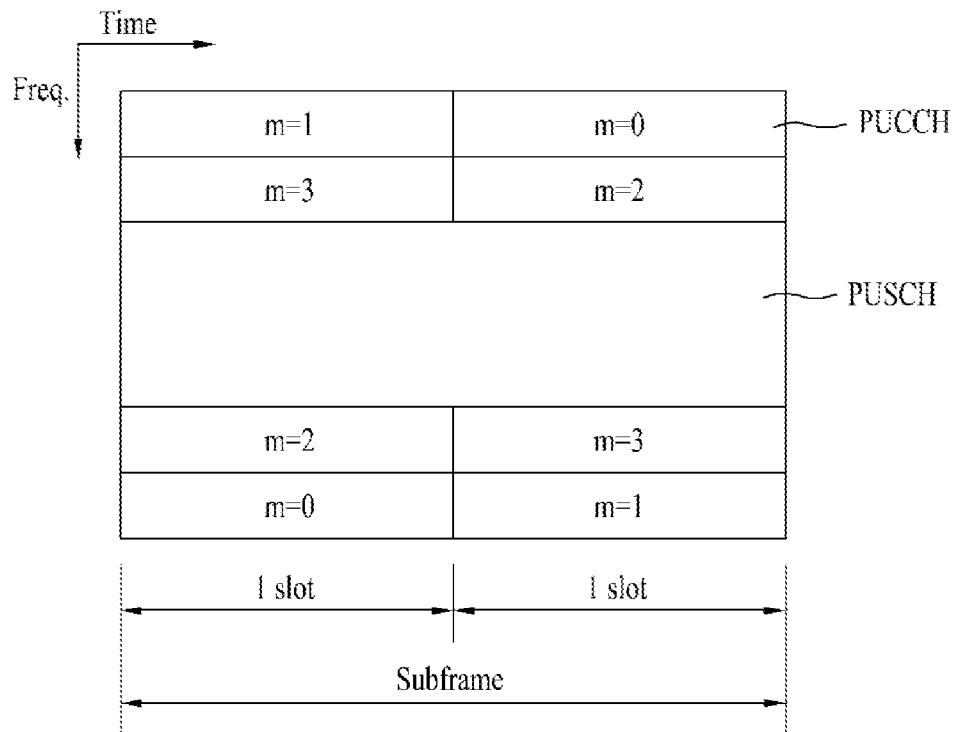 Time
Freq.
m=1 m=0 PUCCH
m=3 m=2
PUSCH
m=2 m=3
m=0 m=1
1 slot 1 slot
Subframe